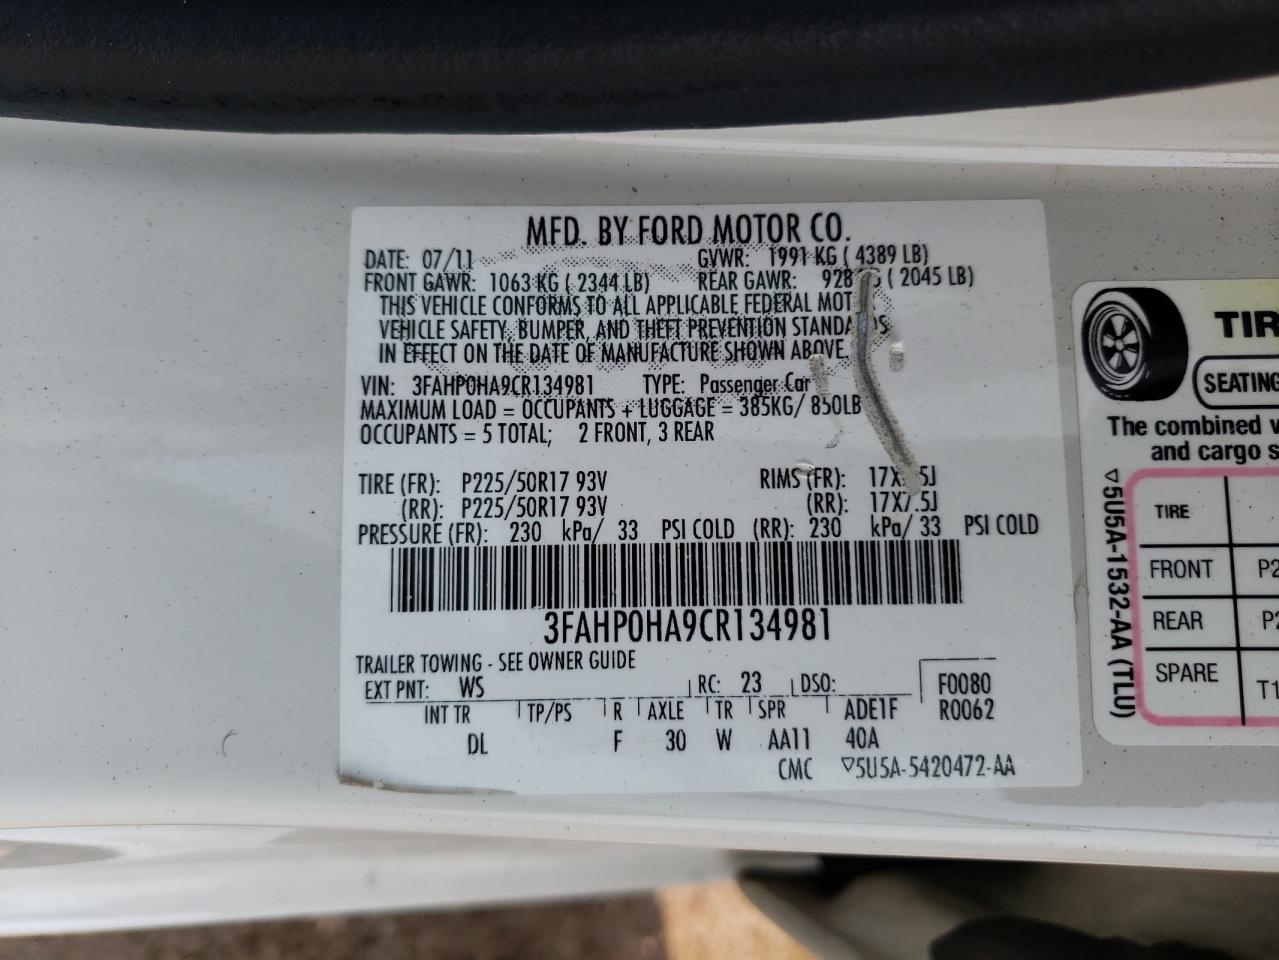 MFD. BY FORD MOTOR CO.
DATE: 07/11 GVWR: 1991 KG ( 4389 LB)
FRONT GAWR: 1063 KG ( 2344 LB) REAR GAWR: ( 2045 LB)
THIS VEHICLE CONFORMS TO ALL APPLICABLE FEDERAL MOTOR
VEHICLE SAFETY, BUMPER, AND THEFT PREVENTION STANDARDS
IN EFFECT ON THE DATE OF MANUFACTURE SHOWN ABOVE.
VIN: 3FAHP0HA9CR134981 TYPE: Passenger Car
MAXIMUM LOAD = OCCUPANTS + LUGGAGE = 385KG/ 850LB
OCCUPANTS = 5 TOTAL; 2 FRONT, 3 REAR
TIRE (FR): P225/50R17 93V RIMS (FR):
(RR): P225/50R17 93V (RR): 17X7.5J
PRESSURE (FR): 230 kPa/ 33 PSI COLD (RR): 230 kPa/ 33 PSI COLD
3FAHP0HA9CR134981
TRAILER TOWING - SEE OWNER GUIDE
EXT PNT: WS RC: 23 DSO: F0080
INT TR TP/PS R AXLE TR SPR ADE1F R0062
DL F 30 W AA11 40A
CMC ▽5U5A-5420472-AA
TIR
SEATING
The combined
and cargo s
▽5U5A-1532-AA (TLU)
TIRE
FRONT P2
REAR P2
SPARE T1